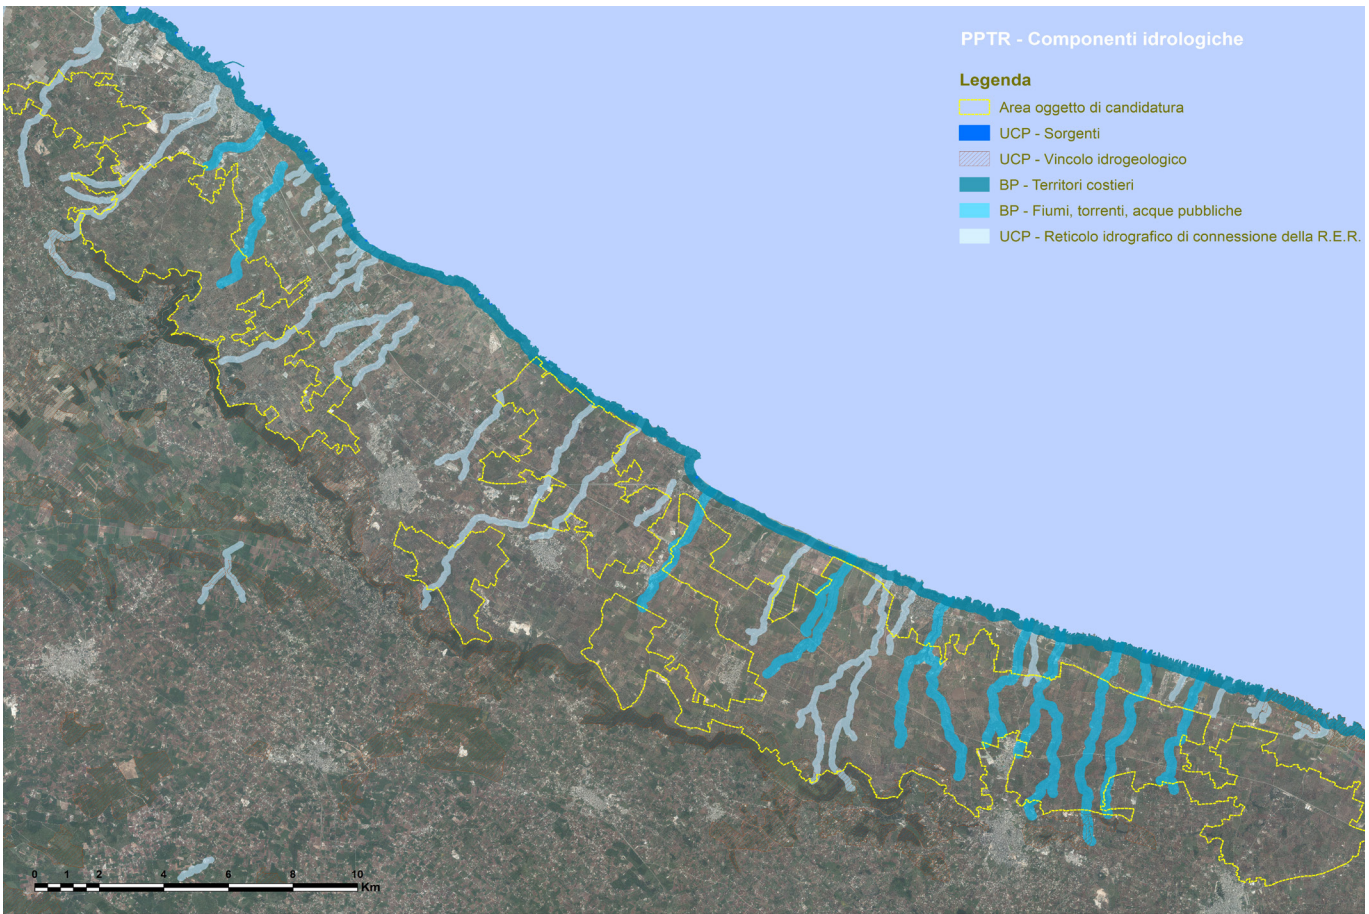 PPTR - Componenti idrologiche
Legenda
Area oggetto di candidatura
UCP - Sorgenti
UCP - Vincolo idrogeologico
BP - Territori costieri
BP - Fiumi, torrenti, acque pubbliche
UCP - Reticolo idrografico di connessione della R.E.R.
0 1 2 4 6 8 10
Km